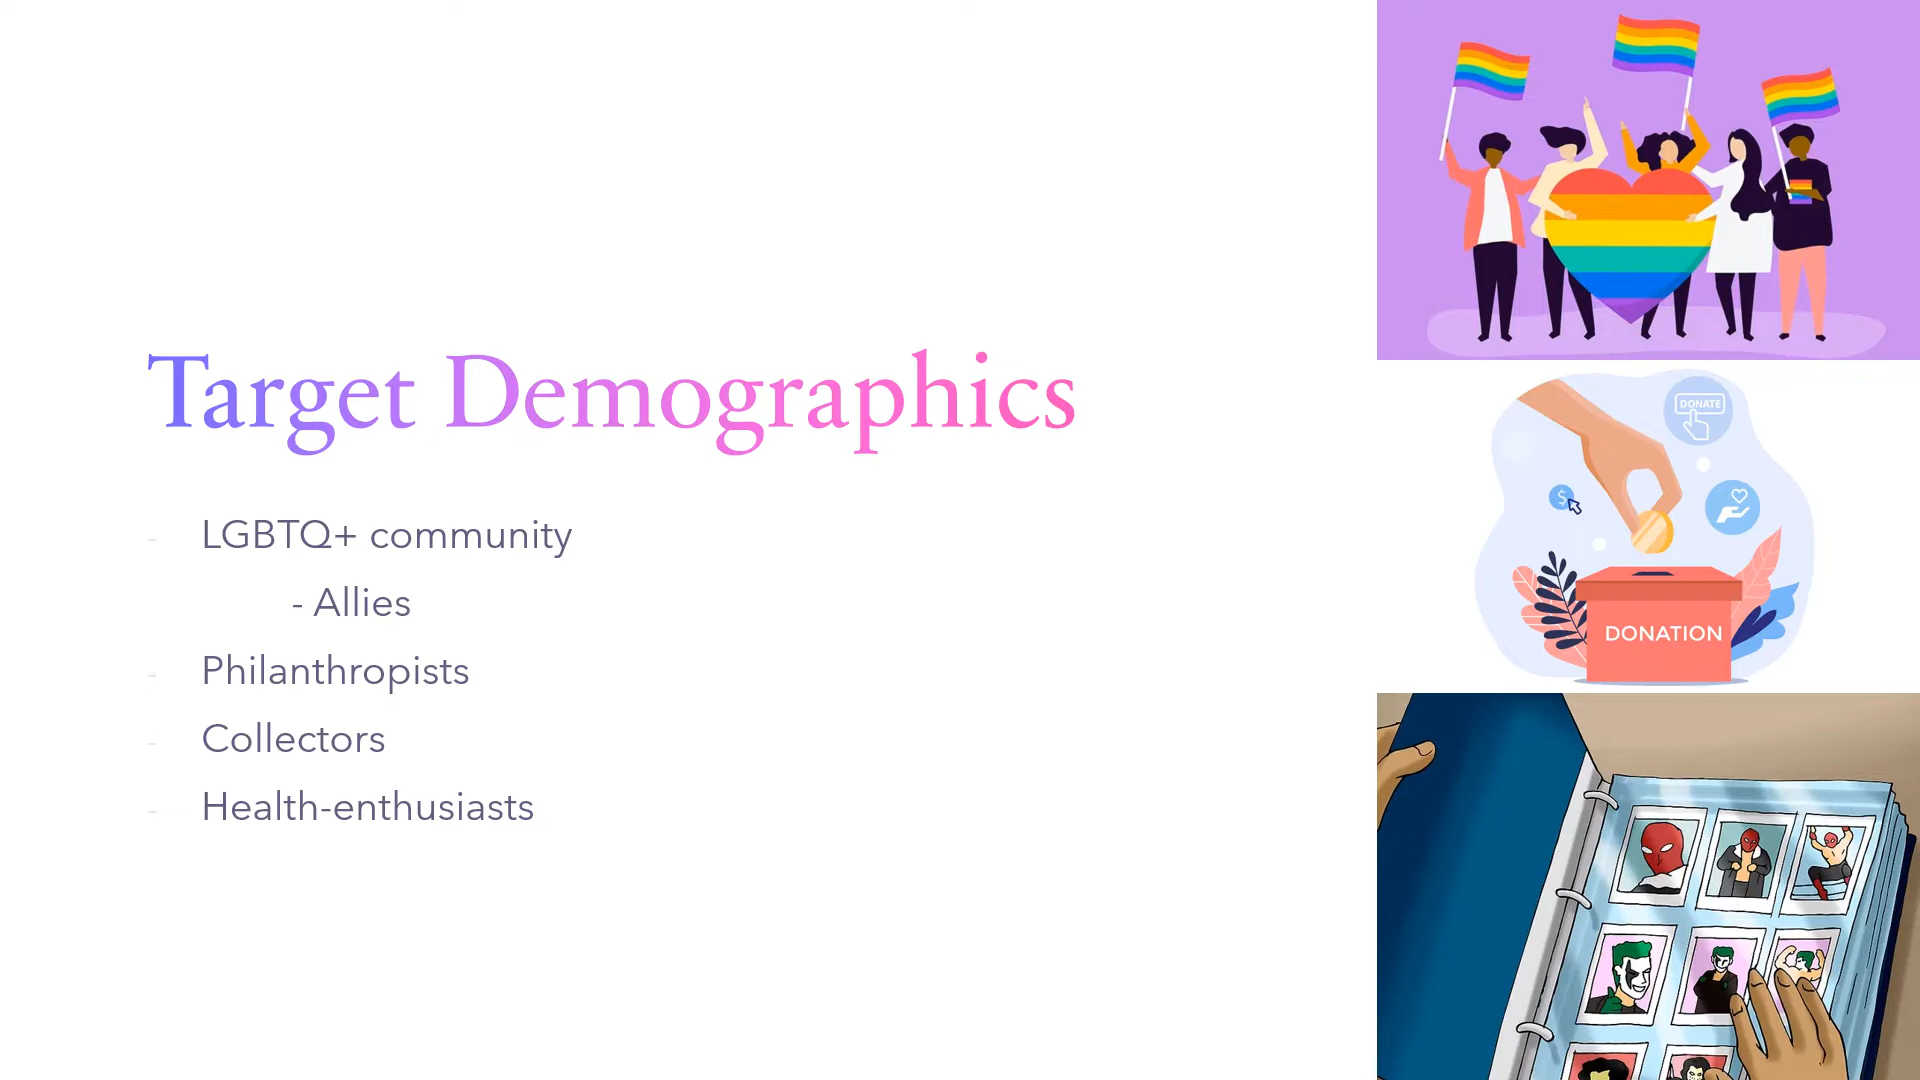 Target Demographics
- LGBTQ+ community
- Allies
- Philanthropists
- Collectors
- Health-enthusiasts
DONATE
$
DONATION